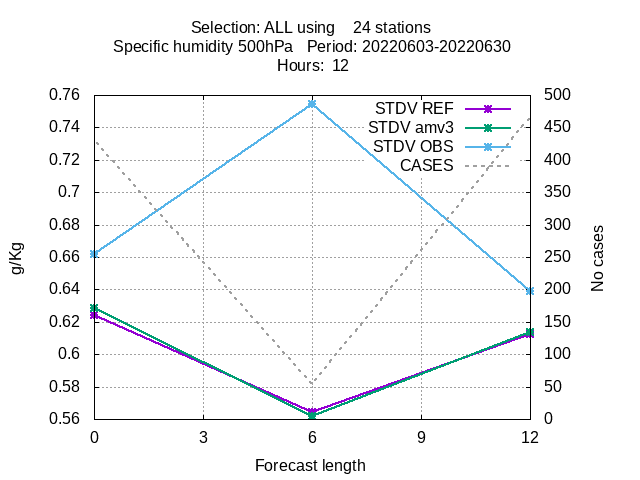 Selection: ALL using    24 stations
Specific humidity 500hPa   Period: 20220603-20220630
Hours:  12
0.76
0.74
0.72
0.7
0.68
0.66
0.64
0.62
0.6
0.58
0.56
g/Kg
STDV REF
STDV amv3
STDV OBS
CASES
500
450
400
350
300
250
200
150
100
50
0
No cases
0 3 6 9 12
Forecast length